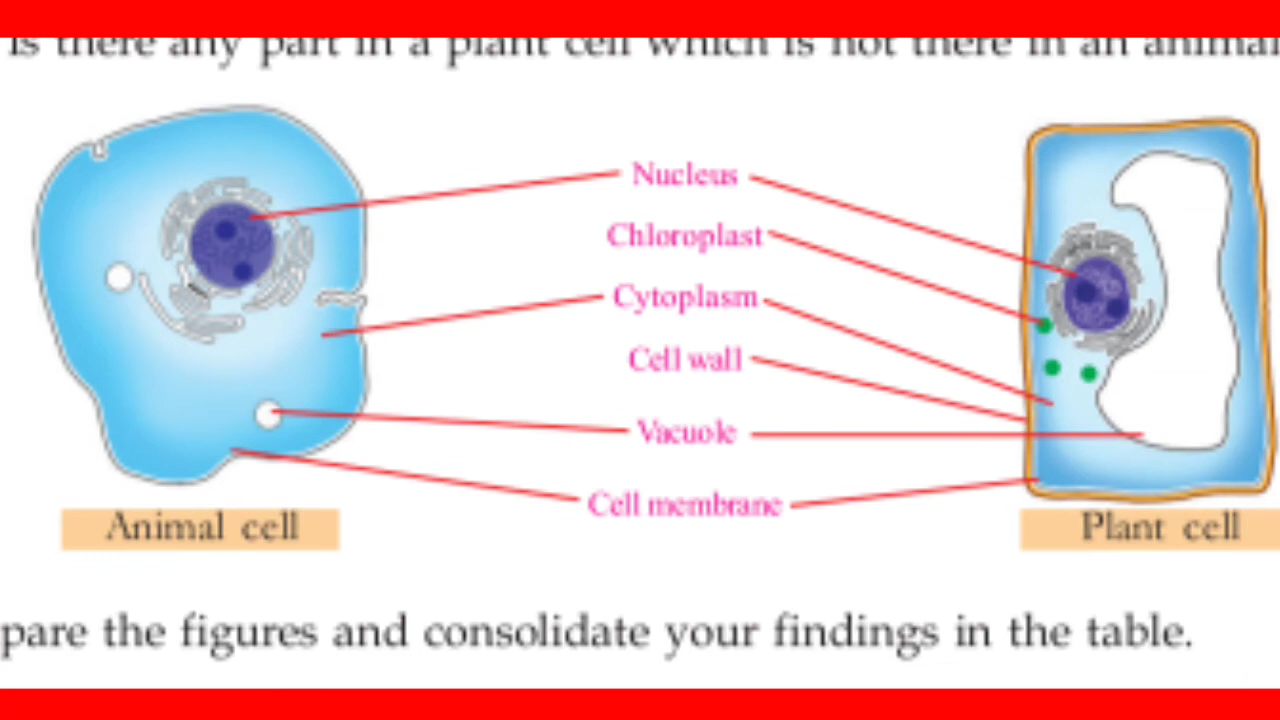 is there any part in a plant cell which is not there in an animal
Nucleus
Chloroplast
Cytoplasm
Cell wall
Vacuole
Cell membrane
Animal cell
Plant cell
pare the figures and consolidate your findings in the table.